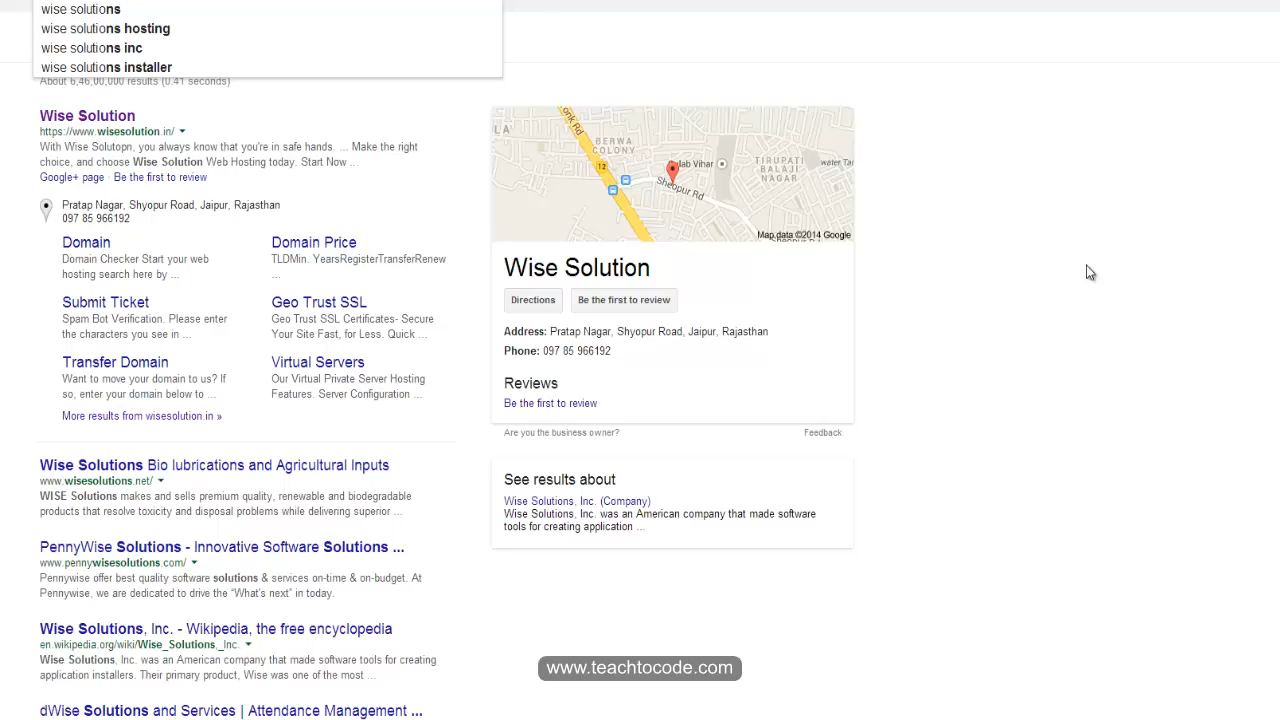 wise solutions
wise solutions hosting
wise solutions inc
wise solutions installer
About 6,46,00,000 results (0.41 seconds)
Wise Solution
https://www.wisesolution.in/
With Wise Solutopn, you always know that you're in safe hands. ... Make the right
choice, and choose Wise Solution Web Hosting today. Start Now ...
Google+ page · Be the first to review
Pratap Nagar, Shyopur Road, Jaipur, Rajasthan
097 85 966192
Domain
Domain Checker Start your web
hosting search here by ...
Domain Price
TLDMin. YearsRegisterTransferRenew
...
Submit Ticket
Spam Bot Verification. Please enter
the characters you see in ...
Geo Trust SSL
Geo Trust SSL Certificates- Secure
Your Site Fast, for Less. Quick ...
Transfer Domain
Want to move your domain to us? If
so, enter your domain below to ...
Virtual Servers
Our Virtual Private Server Hosting
Features. Server Configuration ...
More results from wisesolution.in »
Wise Solutions Bio lubrications and Agricultural Inputs
www.wisesolutions.net/
WISE Solutions makes and sells premium quality, renewable and biodegradable
products that resolve toxicity and disposal problems while delivering superior ...
PennyWise Solutions - Innovative Software Solutions ...
www.pennywisesolutions.com/
Pennywise offer best quality software solutions & services on-time & on-budget. At
Pennywise, we are dedicated to drive the “What's next” in today.
Wise Solutions, Inc. - Wikipedia, the free encyclopedia
en.wikipedia.org/wiki/Wise_Solutions,_Inc.
Wise Solutions, Inc. was an American company that made software tools for creating
application installers. Their primary product, Wise was one of the most ...
dWise Solutions and Services | Attendance Management ...
onk Rd
LA
BERWA
COLONY
12
alab Vihar
Sheopur Rd
TIRUPATI
BALAJI
NAGAR
water Tan
Map data ©2014 Google
Wise Solution
Directions
Be the first to review
Address: Pratap Nagar, Shyopur Road, Jaipur, Rajasthan
Phone: 097 85 966192
Reviews
Be the first to review
Are you the business owner?
Feedback
See results about
Wise Solutions, Inc. (Company)
Wise Solutions, Inc. was an American company that made software
tools for creating application ...
www.teachtocode.com